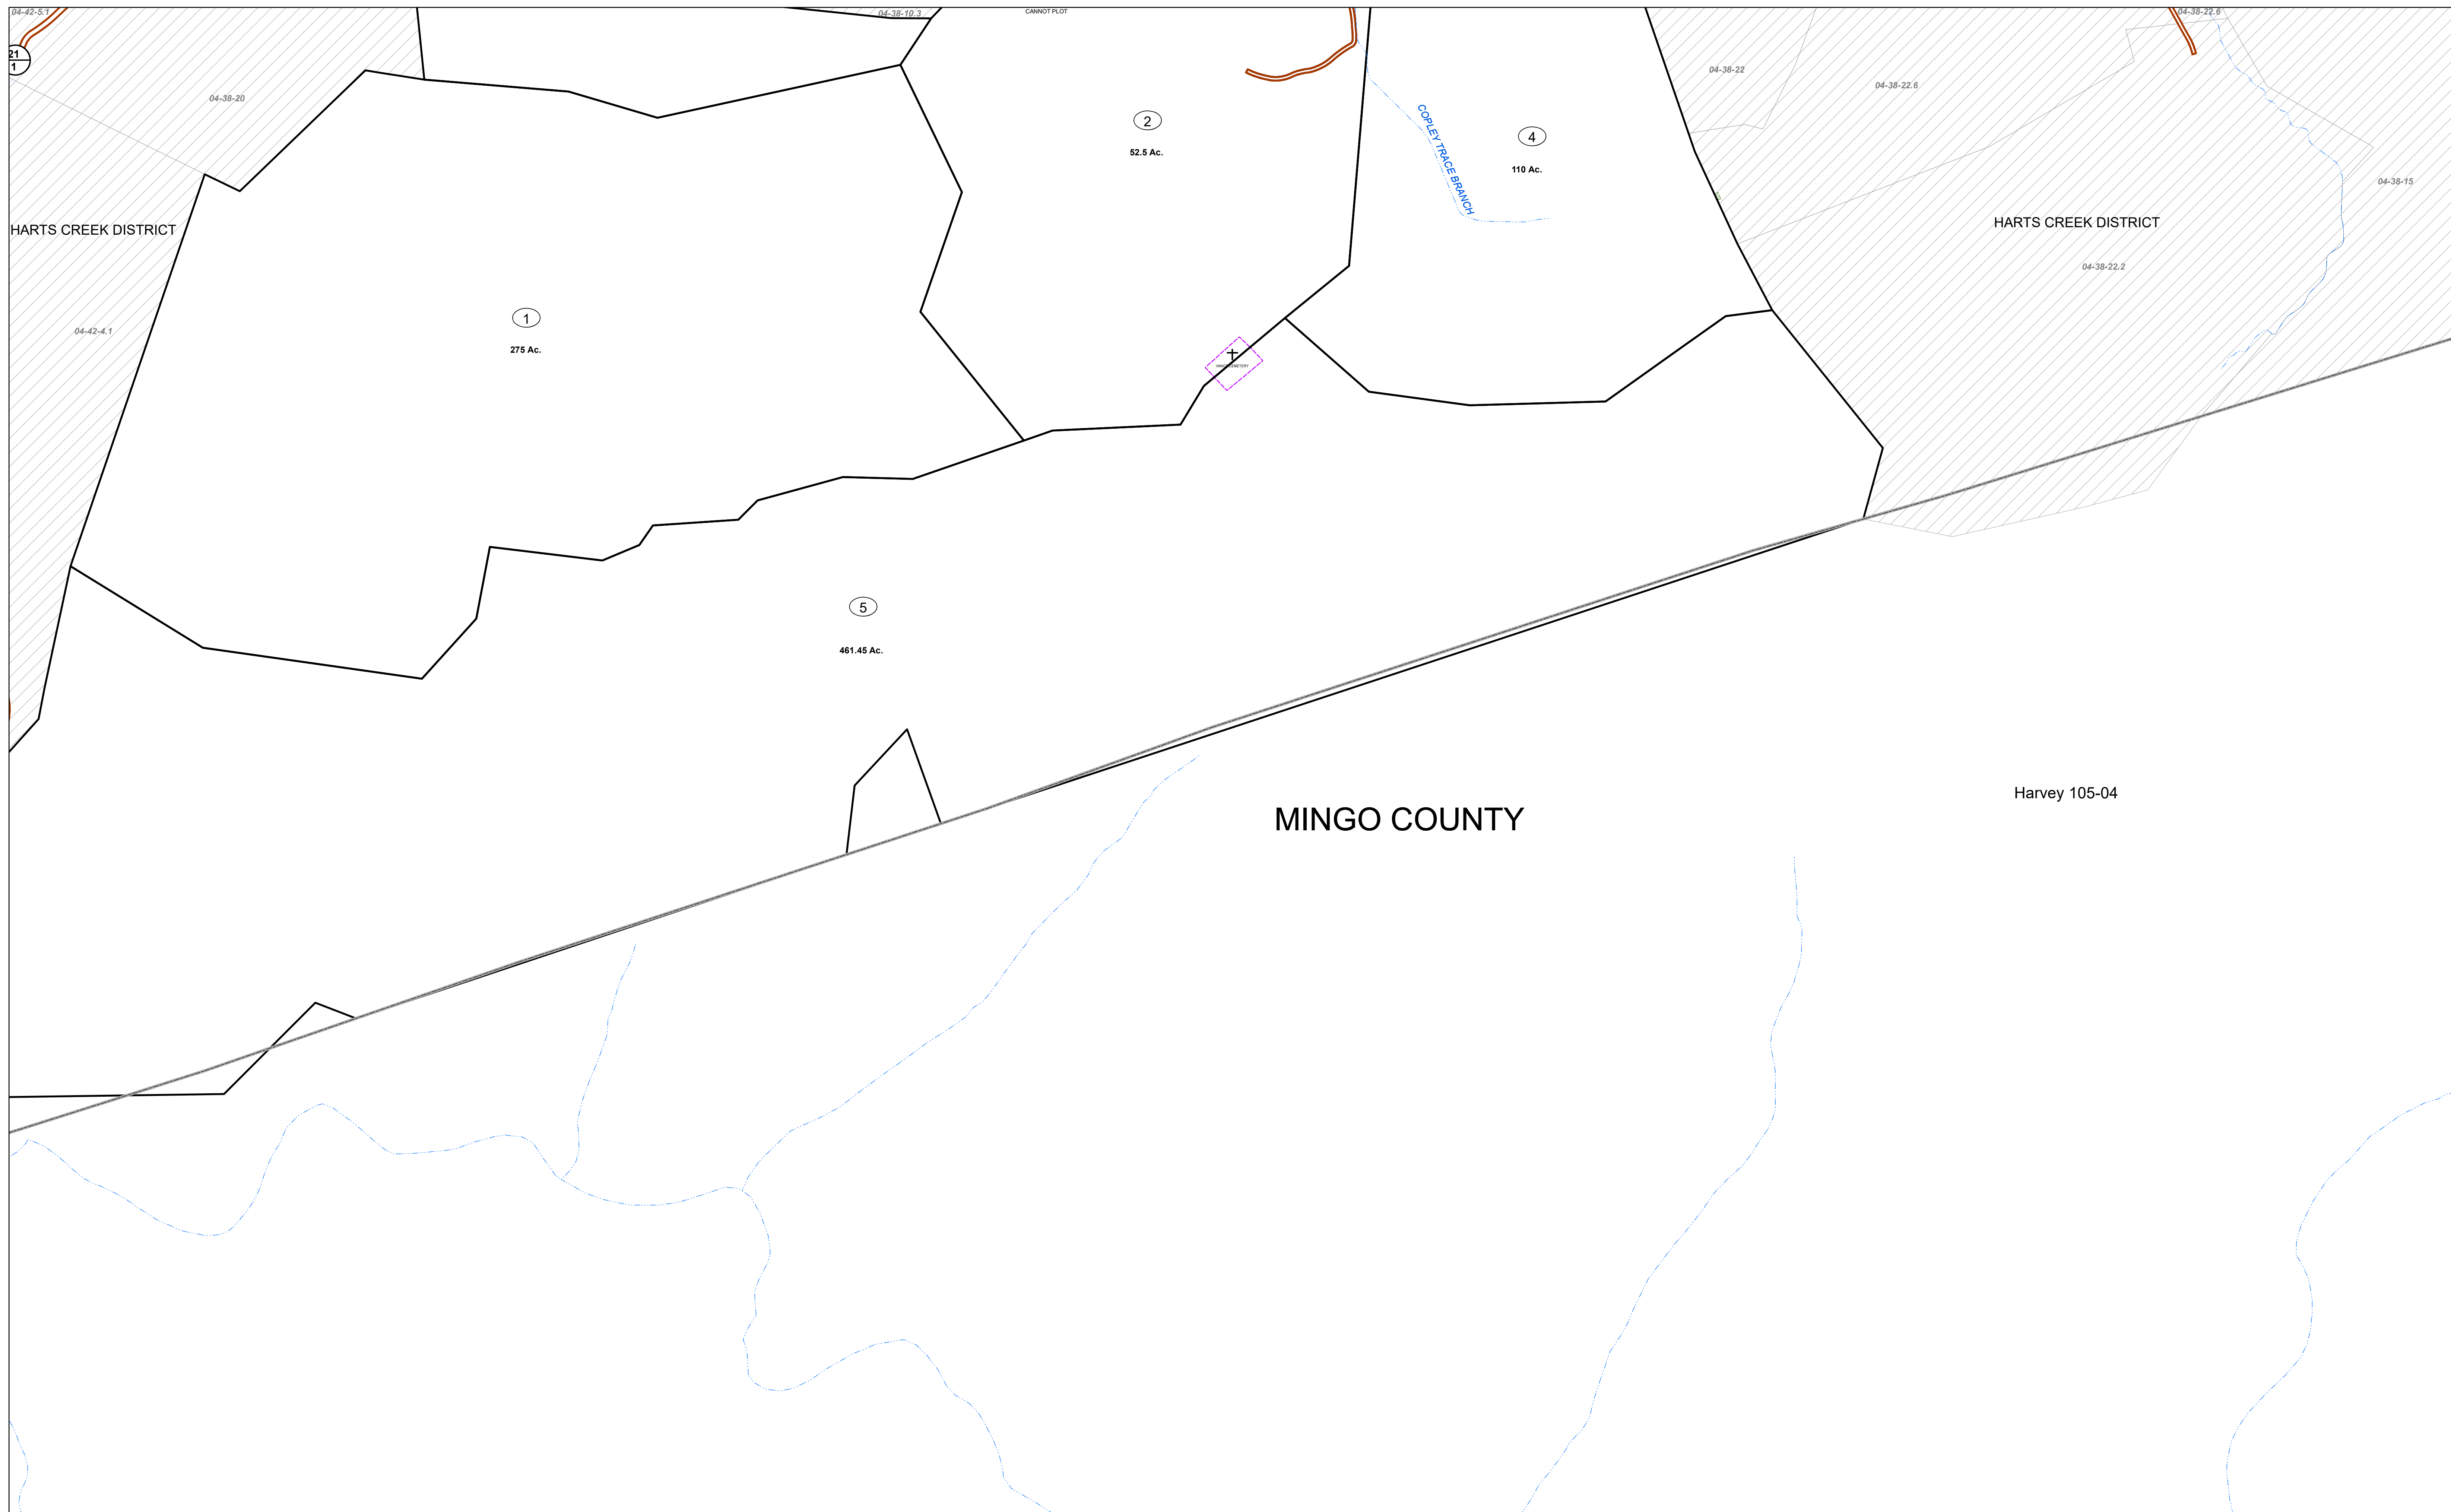 04-42-5.1
04-38-10.3
CANNOT PLOT
04-38-22.6
21
1
04-38-20
04-38-22
04-38-22.6
2
52.5 Ac.
COPLEY TRACE BRANCH
4
110 Ac.
04-38-15
HARTS CREEK DISTRICT
HARTS CREEK DISTRICT
04-38-22.2
04-42-4.1
1
275 Ac.
CEMETERY
5
461.45 Ac.
MINGO COUNTY
Harvey 105-04